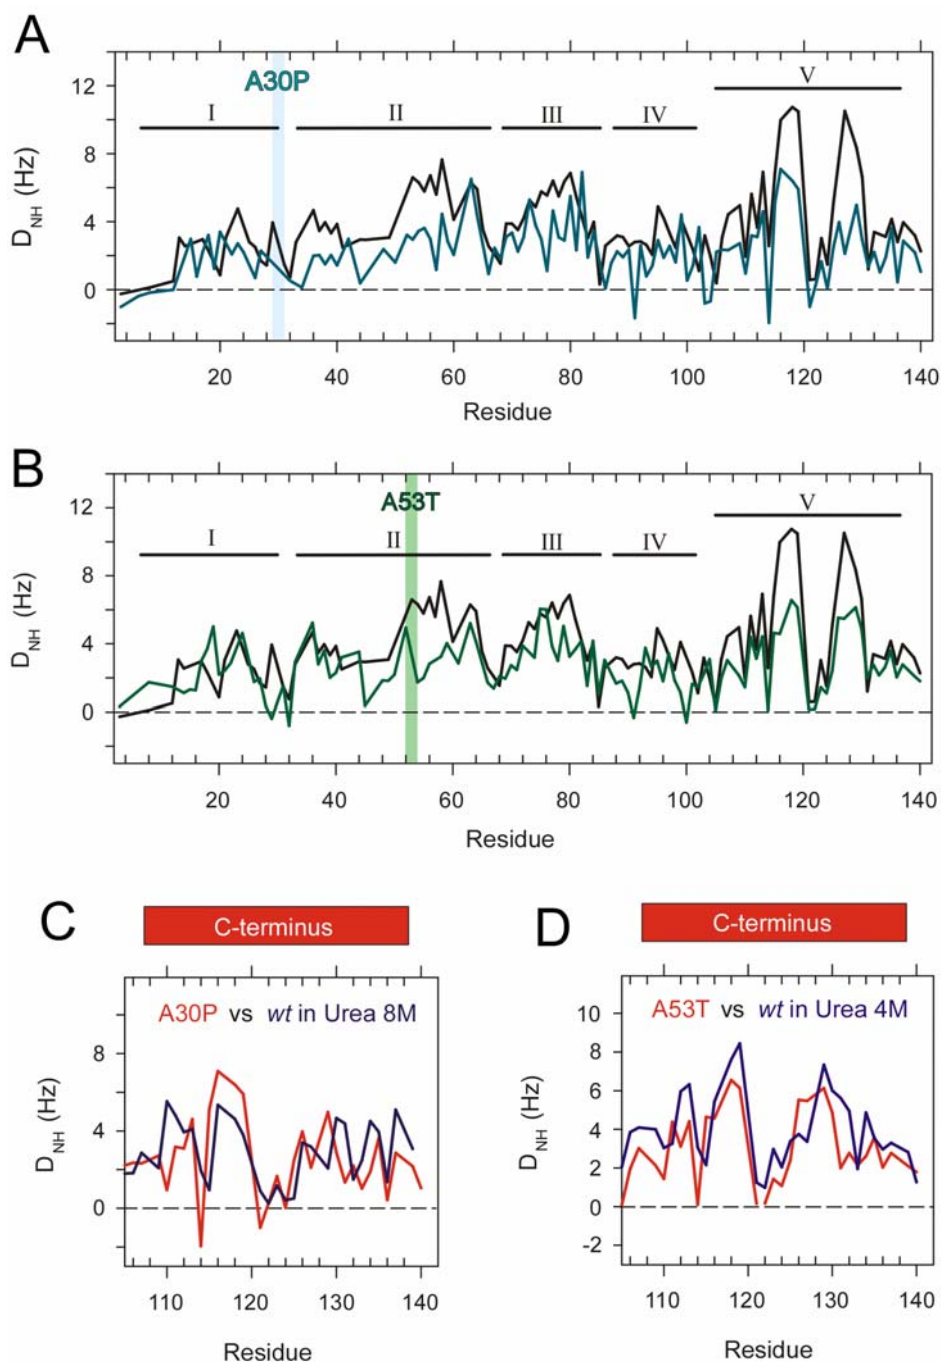 A
A30P
I II III IV V
12
8
4
0
D_NH (Hz)
20 40 60 80 100 120 140
Residue
B
A53T
I II III IV V
12
8
4
0
D_NH (Hz)
20 40 60 80 100 120 140
Residue
C
C-terminus
A30P vs wt in Urea 8M
8
4
0
D_NH (Hz)
110 120 130 140
Residue
D
C-terminus
A53T vs wt in Urea 4M
10
8
6
4
2
0
-2
D_NH (Hz)
110 120 130 140
Residue